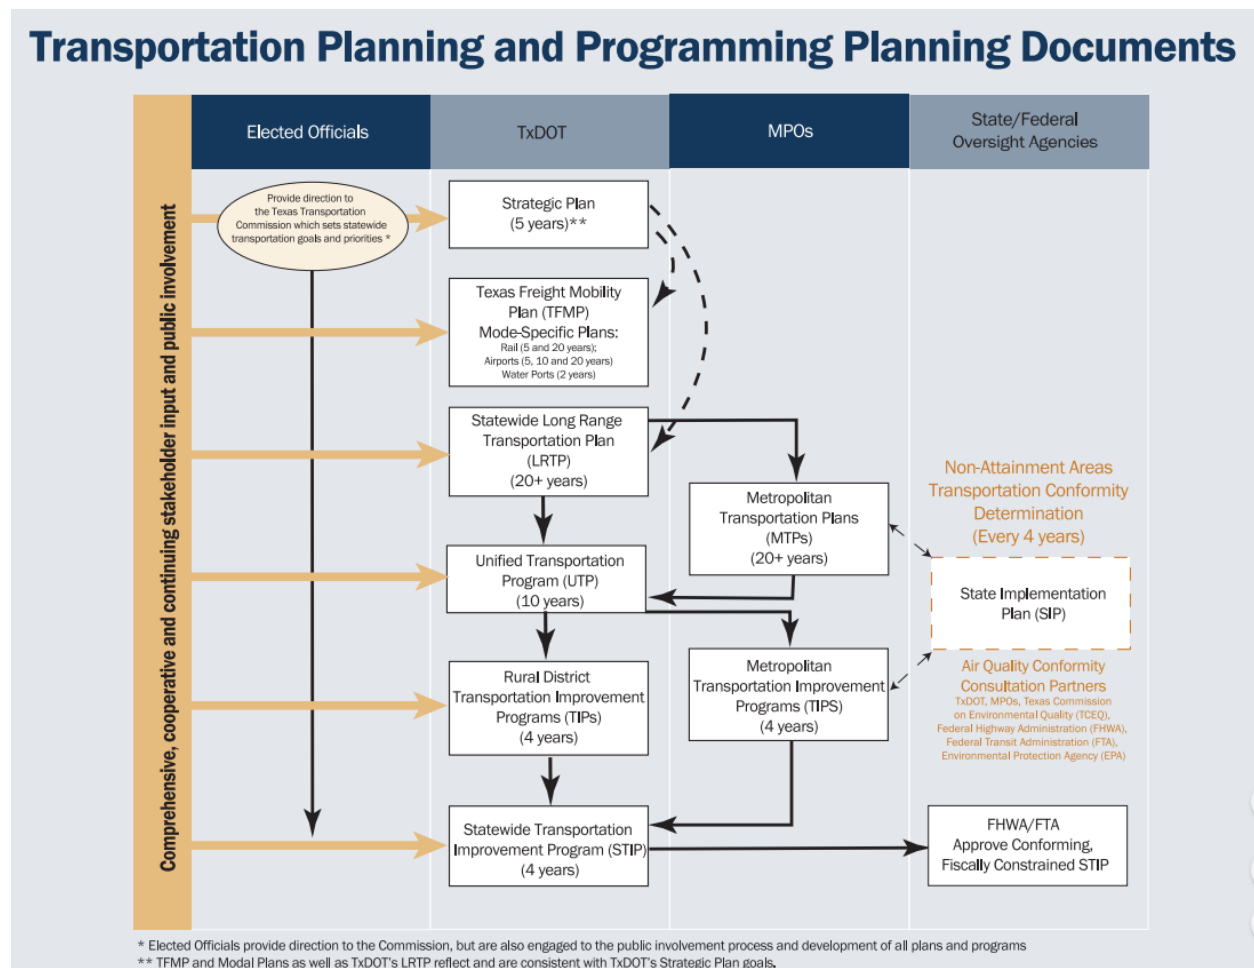 Transportation Planning and Programming Planning Documents
Elected Officials
TxDOT
MPOs
State/Federal
Oversight Agencies
Comprehensive, cooperative and continuing stakeholder input and public involvement
Provide direction to
the Texas Transportation
Commission which sets statewide
transportation goals and priorities *
Strategic Plan
(5 years)**
Texas Freight Mobility
Plan (TFMP)
Mode-Specific Plans:
Rail (5 and 20 years);
Airports (5, 10 and 20 years)
Water Ports (2 years)
Statewide Long Range
Transportation Plan
(LRTP)
(20+ years)
Metropolitan
Transportation Plans
(MTPs)
(20+ years)
Non-Attainment Areas
Transportation Conformity
Determination
(Every 4 years)
Unified Transportation
Program (UTP)
(10 years)
State Implementation
Plan (SIP)
Rural District
Transportation Improvement
Programs (TIPs)
(4 years)
Metropolitan
Transportation Improvement
Programs (TIPS)
(4 years)
Air Quality Conformity
Consultation Partners
TxDOT, MPOs, Texas Commission
on Environmental Quality (TCEQ),
Federal Highway Administration (FHWA),
Federal Transit Administration (FTA),
Environmental Protection Agency (EPA)
Statewide Transportation
Improvement Program (STIP)
(4 years)
FHWA/FTA
Approve Conforming,
Fiscally Constrained STIP
* Elected Officials provide direction to the Commission, but are also engaged to the public involvement process and development of all plans and programs
** TFMP and Modal Plans as well as TxDOT's LRTP reflect and are consistent with TxDOT's Strategic Plan goals.